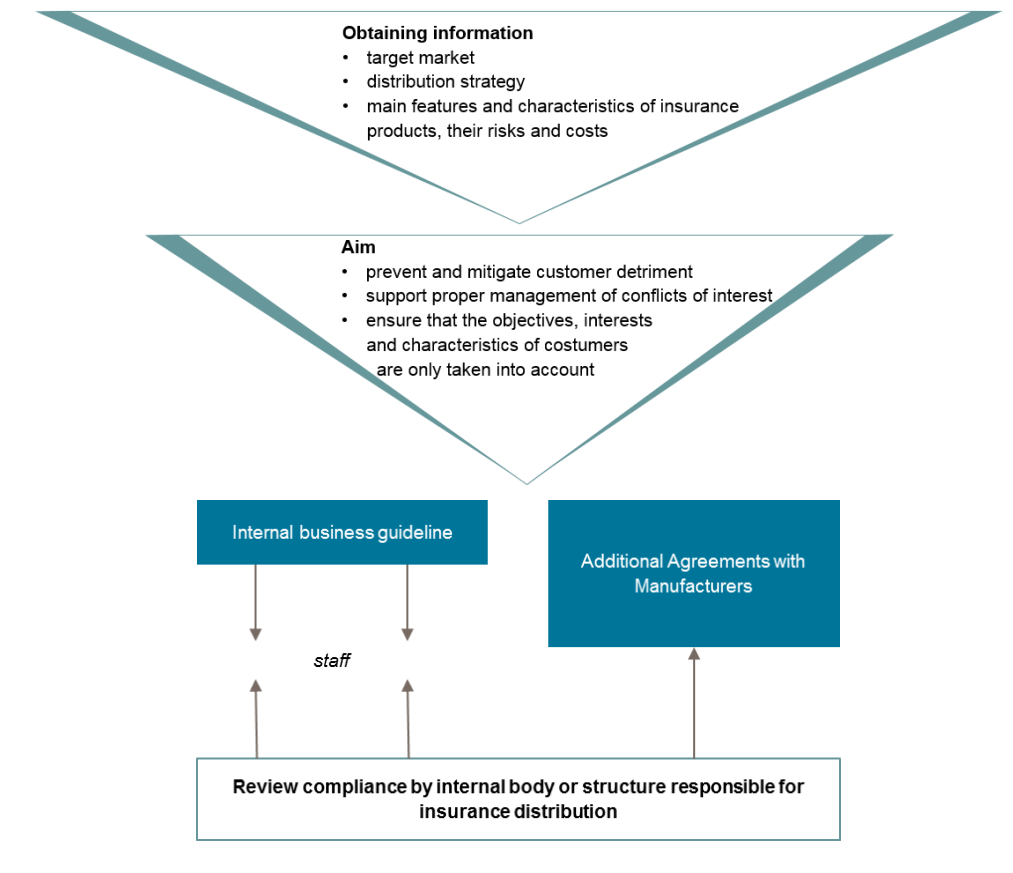 Obtaining information
• target market
• distribution strategy
• main features and characteristics of insurance
products, their risks and costs
Aim
• prevent and mitigate customer detriment
• support proper management of conflicts of interest
• ensure that the objectives, interests
and characteristics of costumers
are only taken into account
Internal business guideline
Additional Agreements with
Manufacturers
staff
Review compliance by internal body or structure responsible for
insurance distribution